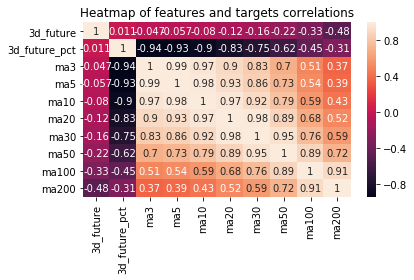 Heatmap of features and targets correlations
3d_future 1 0.011 -0.047 -0.057 -0.08 -0.12 -0.16 -0.22 -0.33 -0.48
3d_future_pct 0.011 1 -0.94 -0.93 -0.9 -0.83 -0.75 -0.62 -0.45 -0.31
ma3 -0.047 -0.94 1 0.99 0.97 0.9 0.83 0.7 0.51 0.37
ma5 -0.057 -0.93 0.99 1 0.98 0.93 0.86 0.73 0.54 0.39
ma10 -0.08 -0.9 0.97 0.98 1 0.97 0.92 0.79 0.59 0.43
ma20 -0.12 -0.83 0.9 0.93 0.97 1 0.98 0.89 0.68 0.52
ma30 -0.16 -0.75 0.83 0.86 0.92 0.98 1 0.95 0.76 0.59
ma50 -0.22 -0.62 0.7 0.73 0.79 0.89 0.95 1 0.89 0.72
ma100 -0.33 -0.45 0.51 0.54 0.59 0.68 0.76 0.89 1 0.91
ma200 -0.48 -0.31 0.37 0.39 0.43 0.52 0.59 0.72 0.91 1
3d_future 3d_future_pct ma3 ma5 ma10 ma20 ma30 ma50 ma100 ma200
0.8
0.4
0.0
-0.4
-0.8